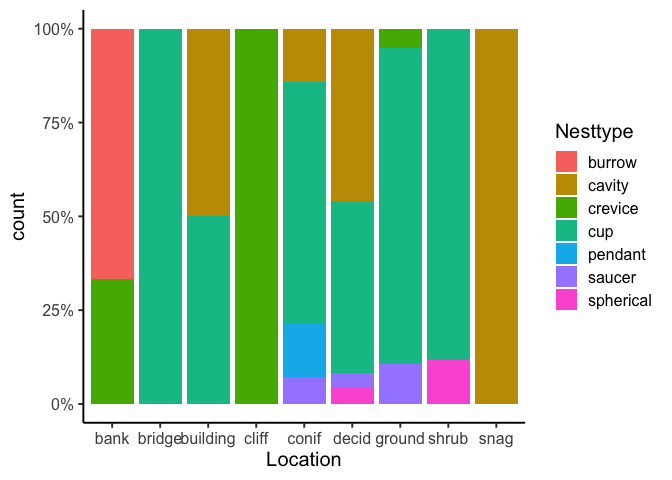 100%
75%
50%
25%
0%
count
bank bridge building cliff conif decid ground shrub snag
Location
Nesttype
burrow
cavity
crevice
cup
pendant
saucer
spherical